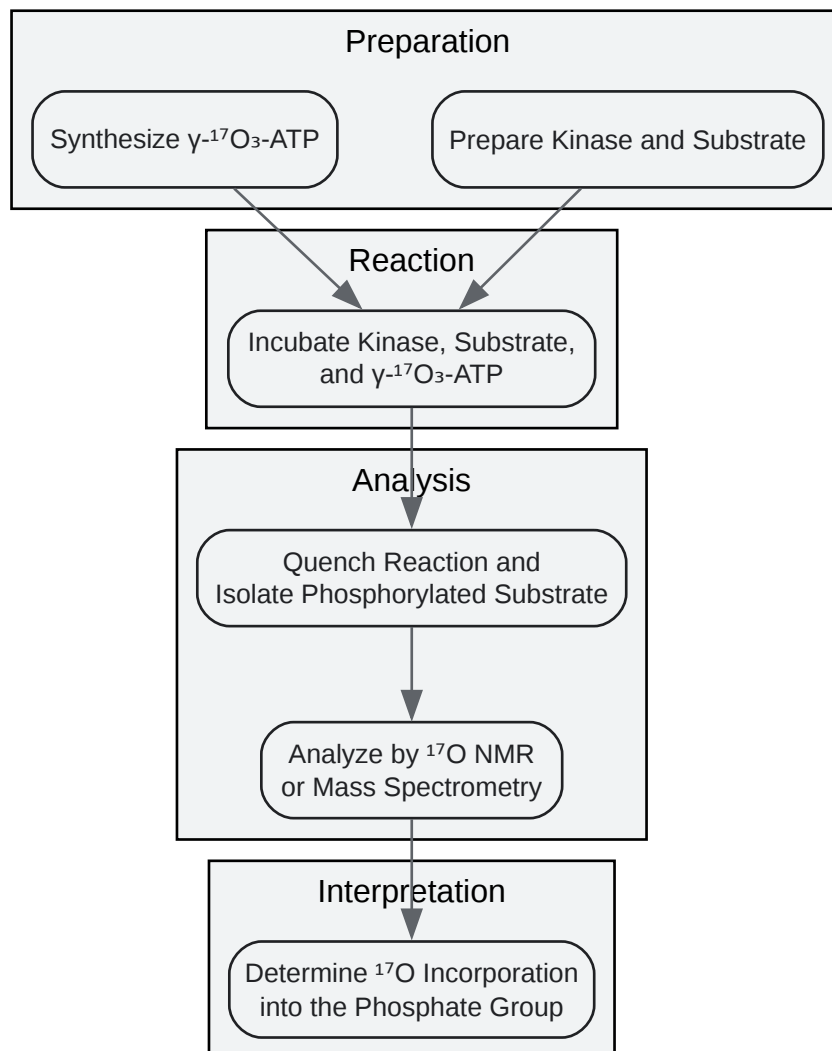 Preparation
Synthesize γ-¹⁷O₃-ATP
Prepare Kinase and Substrate
Reaction
Incubate Kinase, Substrate,
and γ-¹⁷O₃-ATP
Analysis
Quench Reaction and
Isolate Phosphorylated Substrate
Analyze by ¹⁷O NMR
or Mass Spectrometry
Interpretation
Determine ¹⁷O Incorporation
into the Phosphate Group